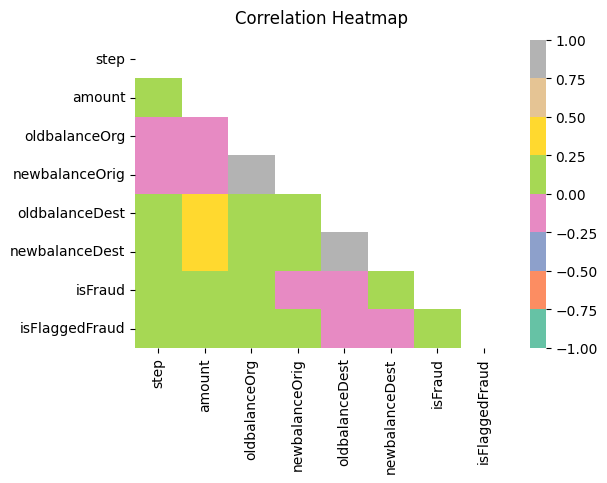 Correlation Heatmap
step
amount
oldbalanceOrg
newbalanceOrig
oldbalanceDest
newbalanceDest
isFraud
isFlaggedFraud
step
amount
oldbalanceOrg
newbalanceOrig
oldbalanceDest
newbalanceDest
isFraud
isFlaggedFraud
1.00
0.75
0.50
0.25
0.00
−0.25
−0.50
−0.75
−1.00